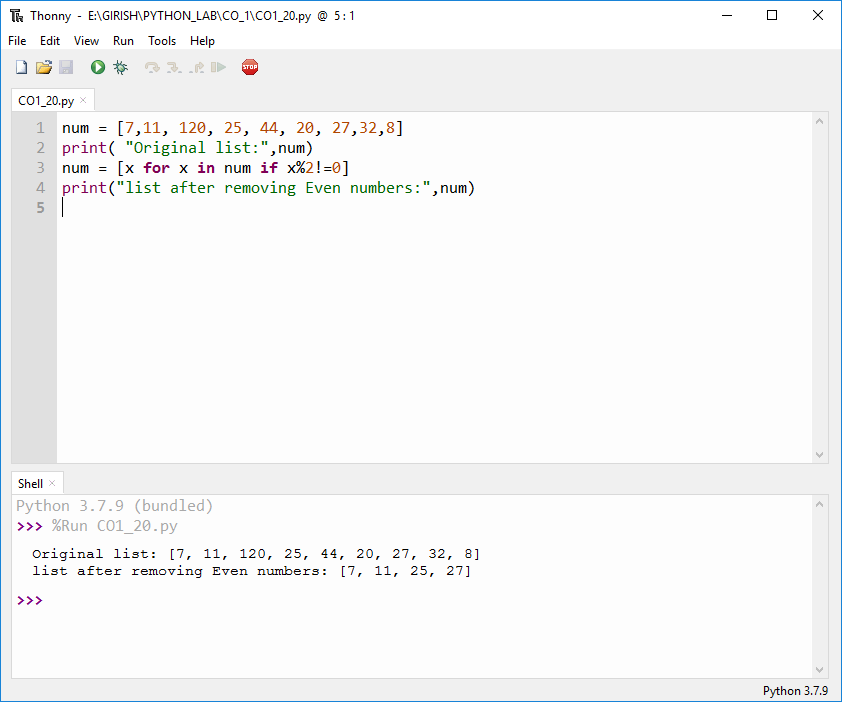 Thonny - E:\GIRISH\PYTHON_LAB\CO_1\CO1_20.py @ 5 : 1
File Edit View Run Tools Help
STOP
CO1_20.py ×
1 num = [7,11, 120, 25, 44, 20, 27,32,8]
2 print( "Original list:",num)
3 num = [x for x in num if x%2!=0]
4 print("list after removing Even numbers:",num)
5
Shell ×
Python 3.7.9 (bundled)
>>> %Run CO1_20.py
Original list: [7, 11, 120, 25, 44, 20, 27, 32, 8]
list after removing Even numbers: [7, 11, 25, 27]
>>>
Python 3.7.9